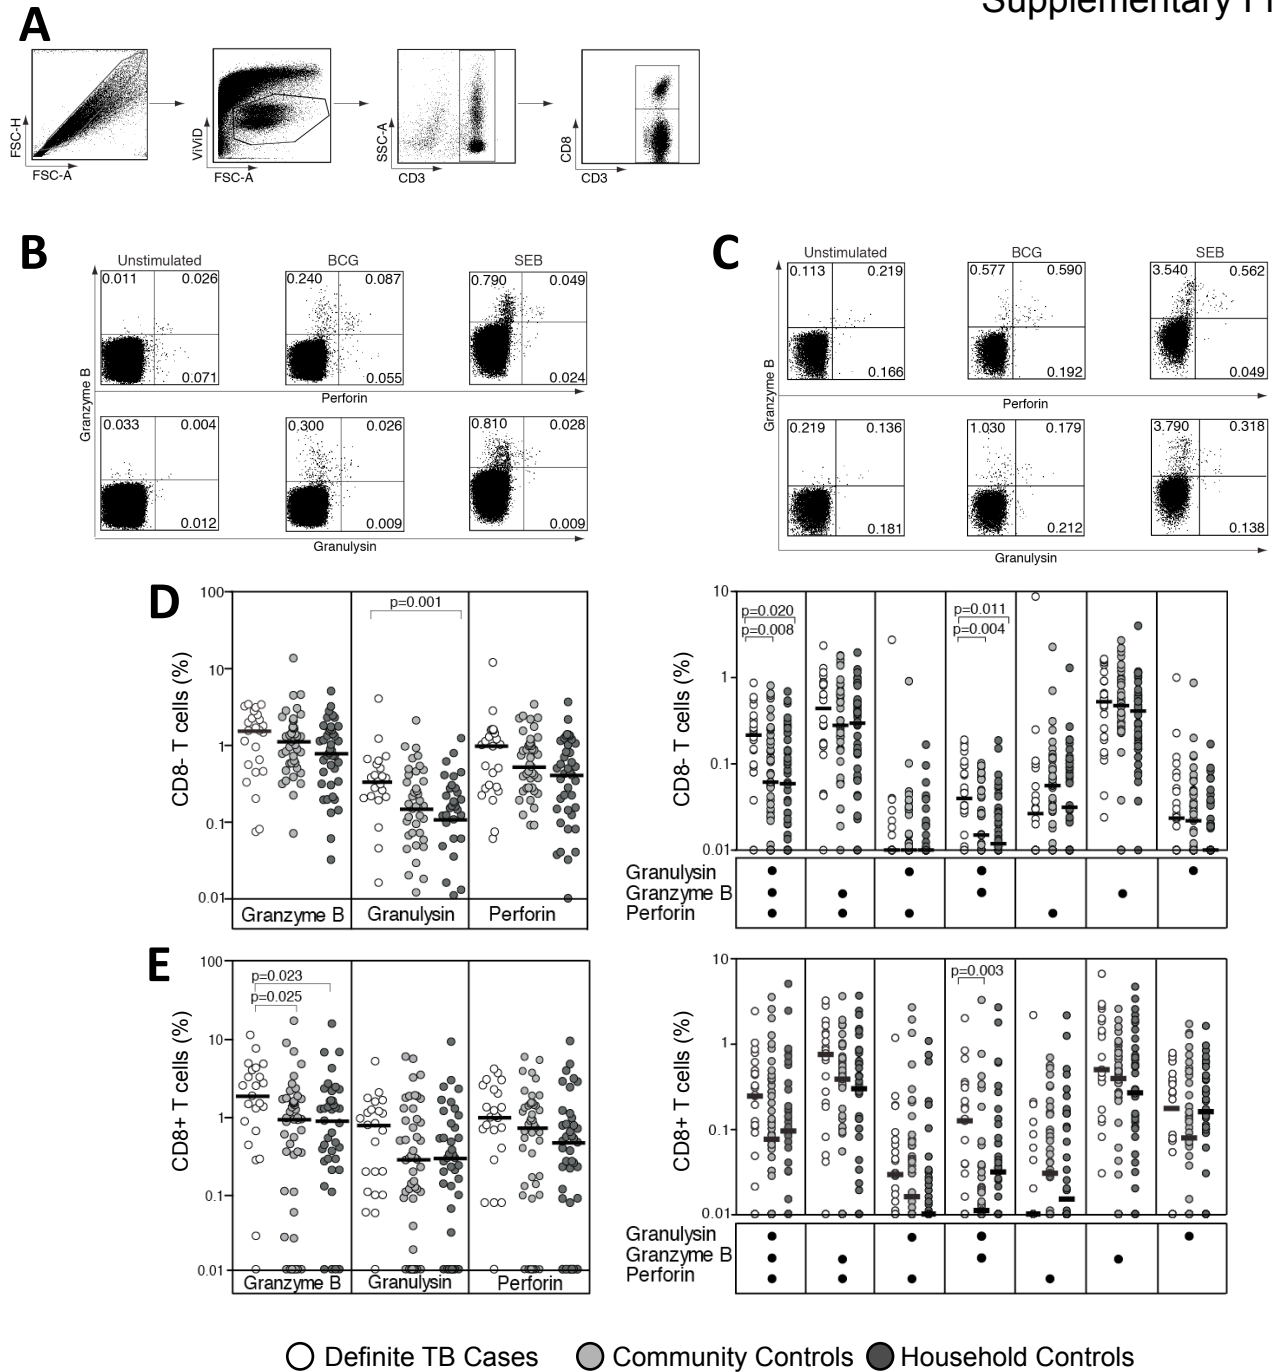 Supplementary
A
FSC-H
FSC-A
ViViD
FSC-A
SSC-A
CD3
CD8
CD3
B
Unstimulated BCG SEB
0.011 0.026 0.240 0.087 0.790 0.049
0.071 0.055 0.024
Perforin
Granzyme B
0.033 0.004 0.300 0.026 0.810 0.028
0.012 0.009 0.009
Granulysin
C
Unstimulated BCG SEB
0.113 0.219 0.577 0.590 3.540 0.562
0.166 0.192 0.049
Perforin
Granzyme B
0.219 0.136 1.030 0.179 3.790 0.318
0.181 0.212 0.138
Granulysin
D
CD8- T cells (%)
100
10
1
0.1
0.01
p=0.001
Granzyme B Granulysin Perforin
CD8- T cells (%)
10
1
0.1
0.01
p=0.020
p=0.008
p=0.011
p=0.004
Granulysin
Granzyme B
Perforin
E
CD8+ T cells (%)
100
10
1
0.1
0.01
p=0.023
p=0.025
Granzyme B Granulysin Perforin
CD8+ T cells (%)
10
1
0.1
0.01
p=0.003
Granulysin
Granzyme B
Perforin
Definite TB Cases Community Controls Household Controls